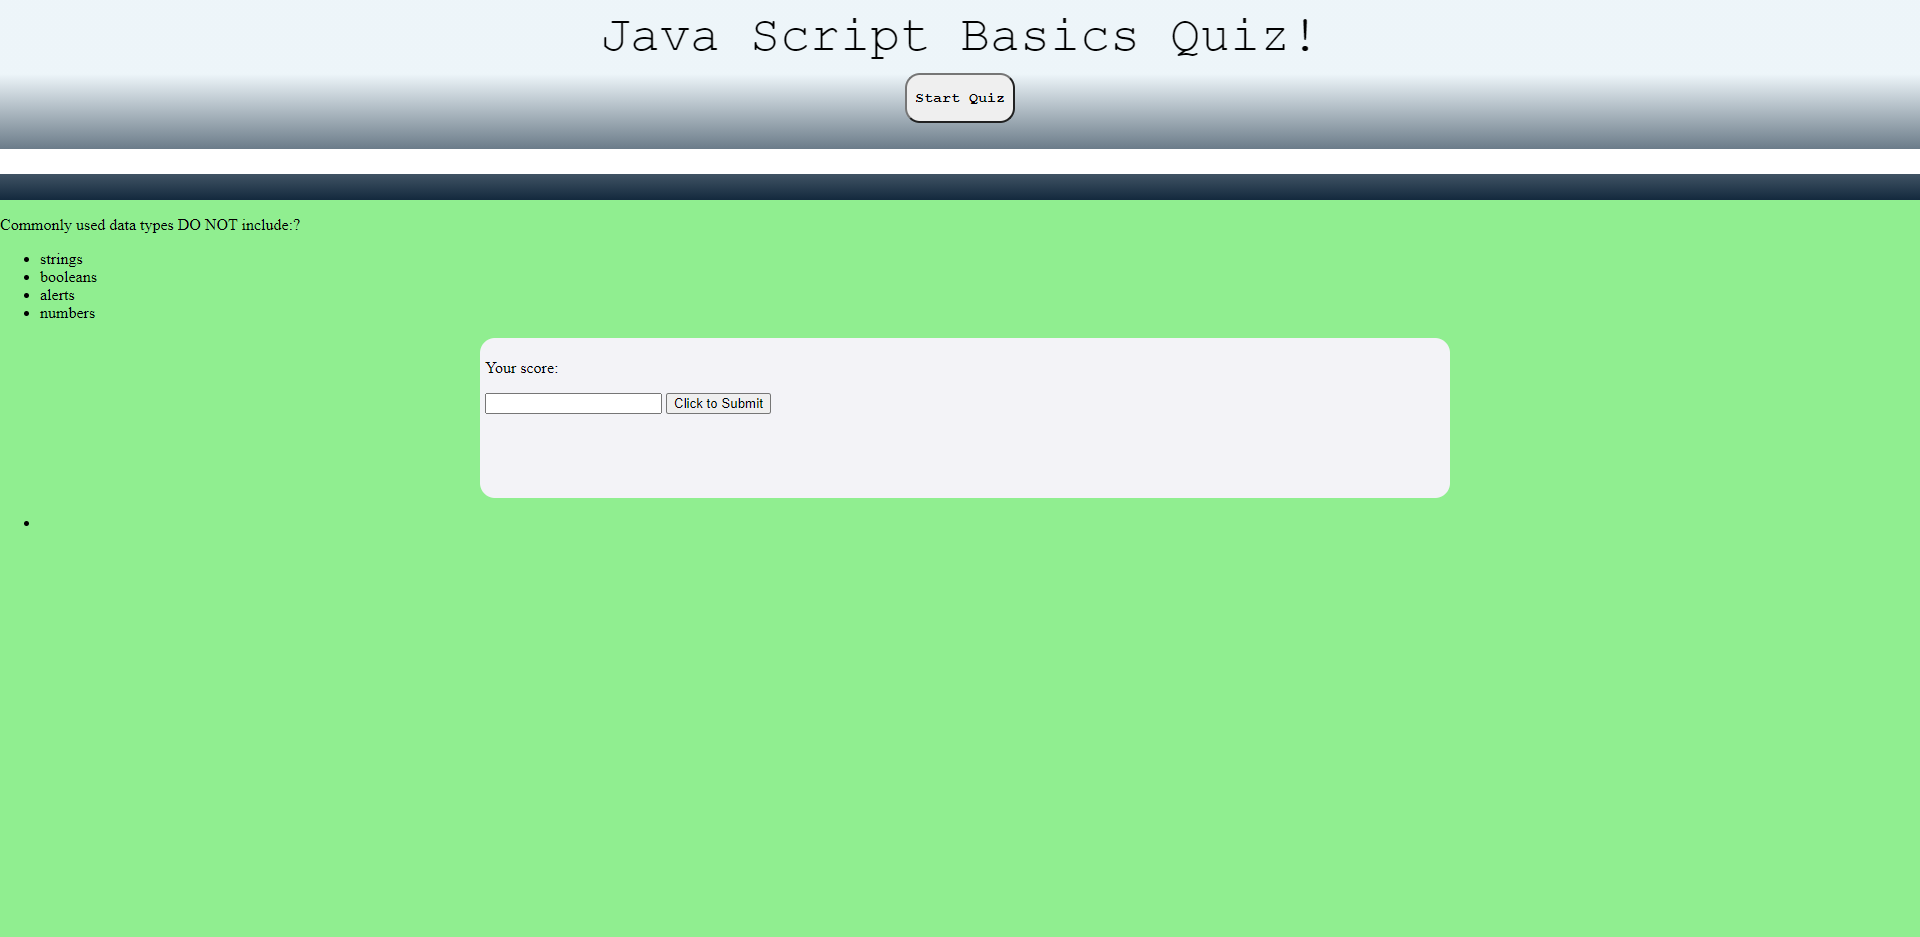 Java Script Basics Quiz!
Start Quiz
Commonly used data types DO NOT include:?
strings
booleans
alerts
numbers
Your score:
Click to Submit